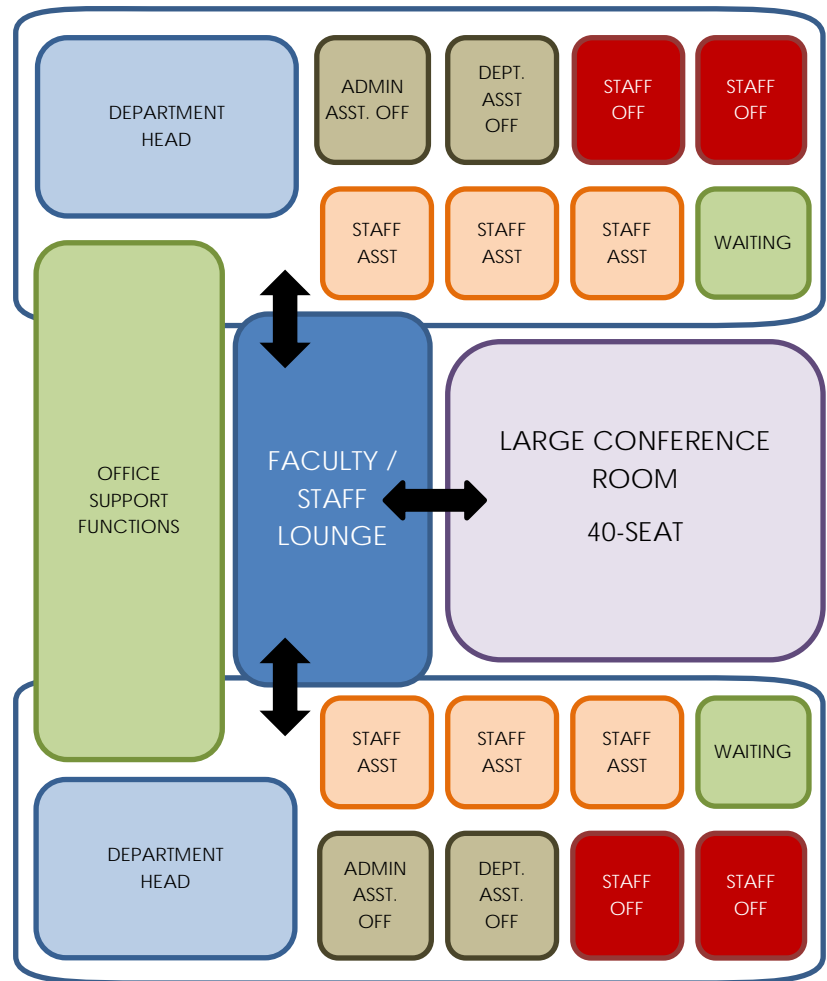 DEPARTMENT
HEAD
ADMIN
ASST. OFF
DEPT.
ASST
OFF
STAFF
OFF
STAFF
OFF
STAFF
ASST
STAFF
ASST
STAFF
ASST
WAITING
OFFICE
SUPPORT
FUNCTIONS
FACULTY /
STAFF
LOUNGE
LARGE CONFERENCE
ROOM
40-SEAT
STAFF
ASST
STAFF
ASST
STAFF
ASST
WAITING
DEPARTMENT
HEAD
ADMIN
ASST.
OFF
DEPT.
ASST.
OFF
STAFF
OFF
STAFF
OFF